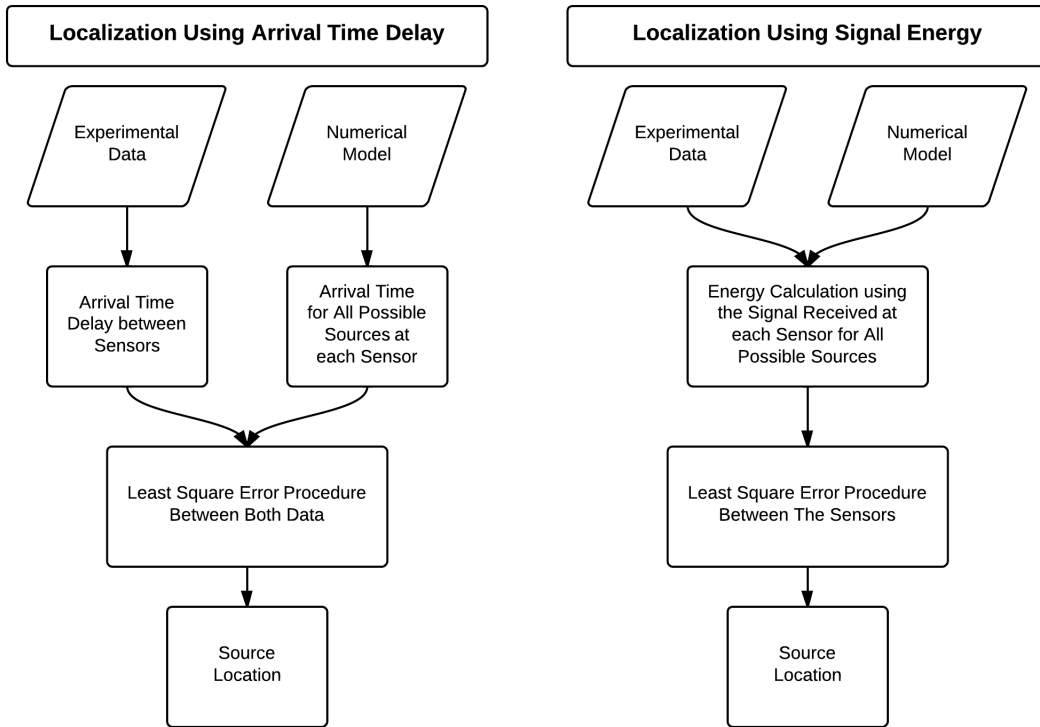 Localization Using Arrival Time Delay
Experimental
Data
Numerical
Model
Arrival Time
Delay between
Sensors
Arrival Time
for All Possible
Sources at
each Sensor
Least Square Error Procedure
Between Both Data
Source
Location
Localization Using Signal Energy
Experimental
Data
Numerical
Model
Energy Calculation using
the Signal Received at
each Sensor for All
Possible Sources
Least Square Error Procedure
Between The Sensors
Source
Location